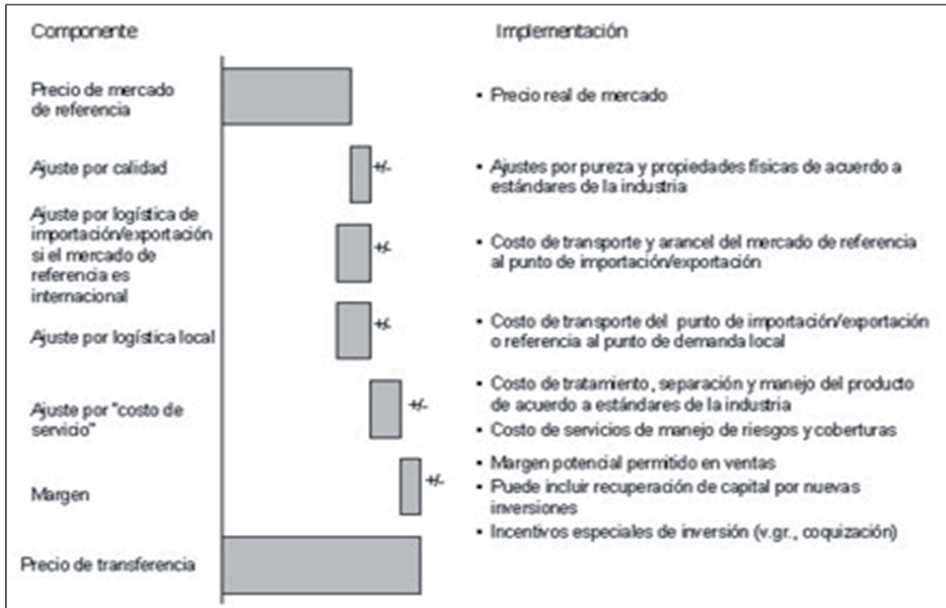 Componente
Implementación
Precio de mercado
de referencia
▪ Precio real de mercado
Ajuste por calidad
+/-
▪ Ajustes por pureza y propiedades físicas de acuerdo a
estándares de la industria
Ajuste por logística de
importación/exportación
si el mercado de
referencia es
internacional
+/-
▪ Costo de transporte y arancel del mercado de referencia
al punto de importación/exportación
Ajuste por logística local
+/-
▪ Costo de transporte del punto de importación/exportación
o referencia al punto de demanda local
Ajuste por "costo de
servicio"
+/-
▪ Costo de tratamiento, separación y manejo del producto
de acuerdo a estándares de la industria
▪ Costo de servicios de manejo de riesgos y coberturas
Margen
+/-
▪ Margen potencial permitido en ventas
▪ Puede incluir recuperación de capital por nuevas
inversiones
▪ Incentivos especiales de inversión (v.gr., coquización)
Precio de transferencia